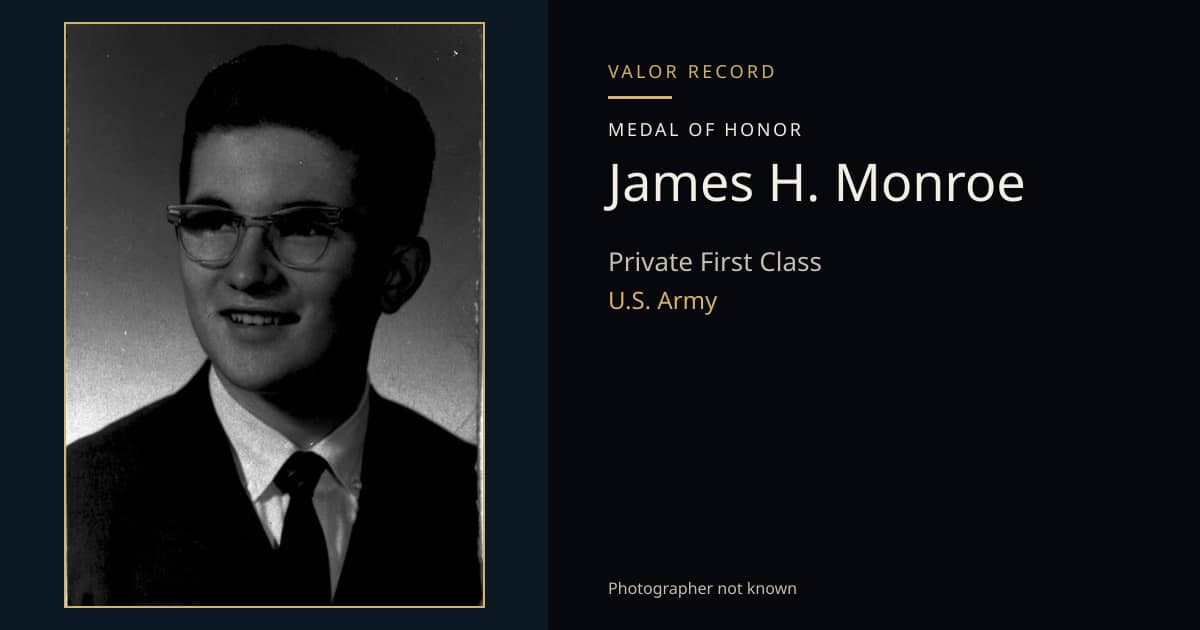 VALOR RECORD
MEDAL OF HONOR
James H. Monroe
Private First Class
U.S. Army
Photographer not known